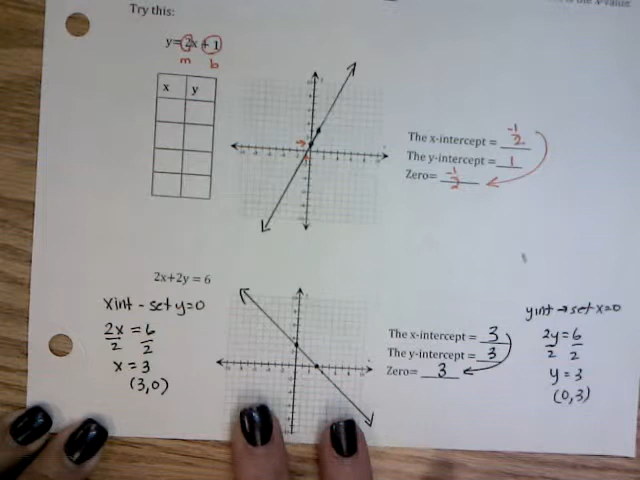 Try this:
y=2x+1
m b
x y
The x-intercept = -1/2
The y-intercept = 1
Zero= -1/2
2x+2y = 6
x int - set y=0
2x = 6
2 2
x = 3
(3,0)
The x-intercept = 3
The y-intercept = 3
Zero= 3
y int → set x=0
2y = 6
2 2
y = 3
(0,3)